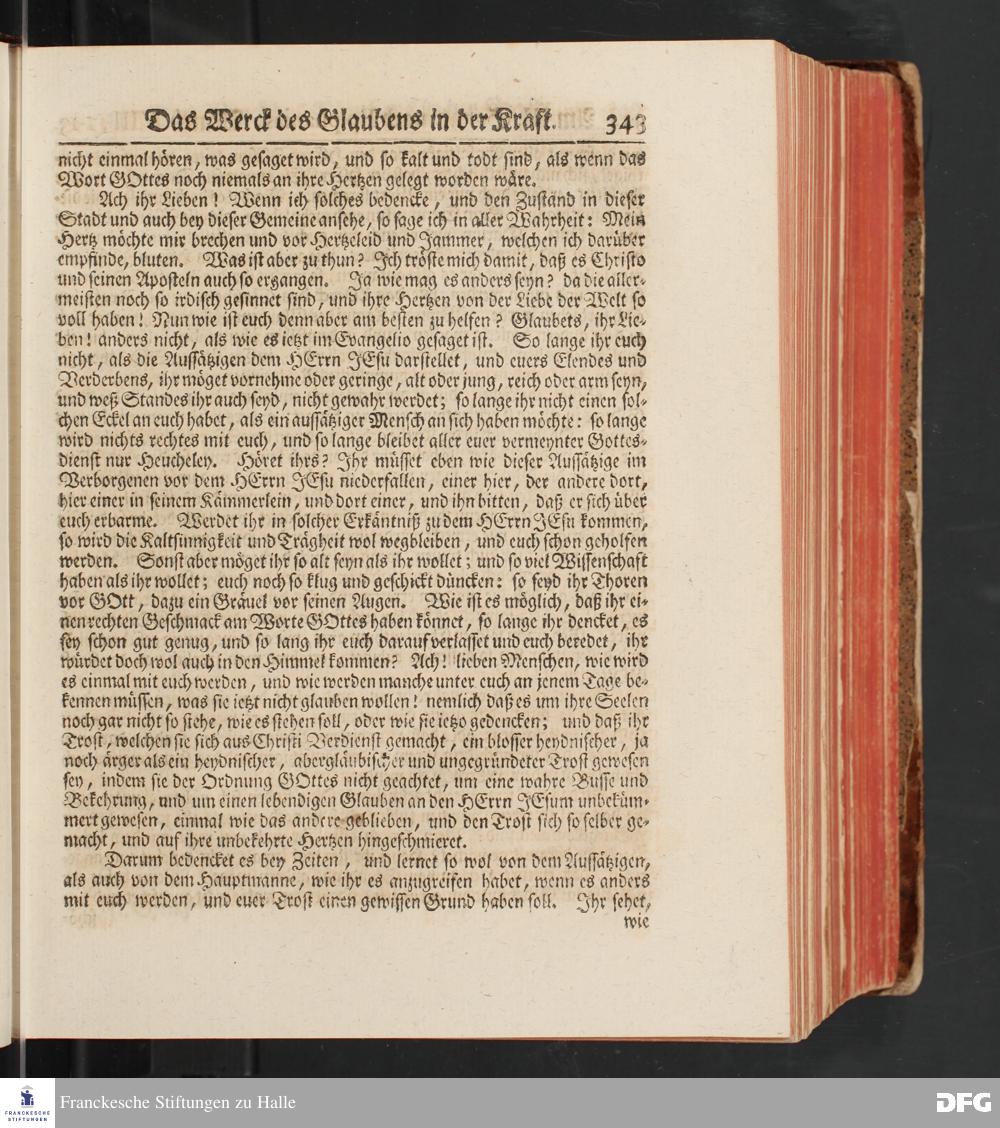 Das Werck des Glaubens in der Kraft. 343
nicht einmal hören, was gesaget wird, und so kalt und todt sind, als wenn das
Wort GOttes noch niemals an ihre Hertzen gelegt worden wäre.
Ach ihr Lieben! Wenn ich solches bedencke, und den Zustand in dieser
Stadt und auch bey dieser Gemeine ansehe, so sage ich in aller Wahrheit: Mein
Hertz möchte mir brechen und vor Hertzeleid und Jammer, welchen ich darüber
empfinde, bluten. Was ist aber zu thun? Ich tröste mich damit, daß es Christo
und seinen Aposteln auch so ergangen. Ja wie mag es anders seyn? da die aller-
meisten noch so irdisch gesinnet sind, und ihre Hertzen von der Liebe der Welt so
voll haben! Nun wie ist euch denn aber am besten zu helfen? Glaubets, ihr Lie-
ben! anders nicht, als wie es ietzt im Evangelio gesaget ist. So lange ihr euch
nicht, als die Aussätzigen dem HErrn JEsu darstellet, und euers Elendes und
Verderbens, ihr möget vornehme oder geringe, alt oder jung, reich oder arm seyn,
und weß Standes ihr auch seyd, nicht gewahr werdet; so lange ihr nicht einen sol-
chen Eckel an euch habet, als ein aussätziger Mensch an sich haben möchte: so lange
wird nichts rechtes mit euch, und so lange bleibet aller euer vermeynter Gottes-
dienst nur Heucheley. Höret ihrs? Ihr müsset eben wie dieser Aussätzige im
Verborgenen vor dem HErrn JEsu niederfallen, einer hier, der andere dort,
hier einer in seinem Kämmerlein, und dort einer, und ihn bitten, daß er sich über
euch erbarme. Werdet ihr in solcher Erkäntniß zu dem HErrn JEsu kommen,
so wird die Kaltsinnigkeit und Trägheit wol wegbleiben, und euch schon geholfen
werden. Sonst aber möget ihr so alt seyn als ihr wollet; und so viel Wissenschaft
haben als ihr wollet; euch noch so klug und geschickt düncken: so seyd ihr Thoren
vor GOtt, dazu ein Gräuel vor seinen Augen. Wie ist es möglich, daß ihr ei-
nen rechten Geschmack am Worte GOttes haben könnet, so lange ihr dencket, es
sey schon gut genug, und so lang ihr euch darauf verlasset und euch beredet, ihr
würdet doch wol auch in den Himmel kommen? Ach! lieben Menschen, wie wird
es einmal mit euch werden, und wie werden manche unter euch an jenem Tage be-
kennen müssen, was sie ietzt nicht glauben wollen! nemlich daß es um ihre Seelen
noch gar nicht so stehe, wie es stehen soll, oder wie sie ietzo gedencken; und daß ihr
Trost, welchen sie sich aus Christi Verdienst gemacht, ein blosser heydnischer, ja
noch ärger als ein heydnischer, abergläubischer und ungegründeter Trost gewesen
sey, indem sie der Ordnung GOttes nicht geachtet, um eine wahre Busse und
Bekehrung, und um einen lebendigen Glauben an den HErrn JEsum unbeküm-
mert gewesen, einmal wie das andere geblieben, und den Trost sich so selber ge-
macht, und auf ihre unbekehrte Hertzen hingeschmieret.
Darum bedencket es bey Zeiten, und lernet so wol von dem Aussätzigen,
als auch von dem Hauptmanne, wie ihr es anzugreifen habet, wenn es anders
mit euch werden, und euer Trost einen gewissen Grund haben soll. Ihr sehet,
wie
FRANCKESCHE
STIFTUNGEN
Franckesche Stiftungen zu Halle
DFG